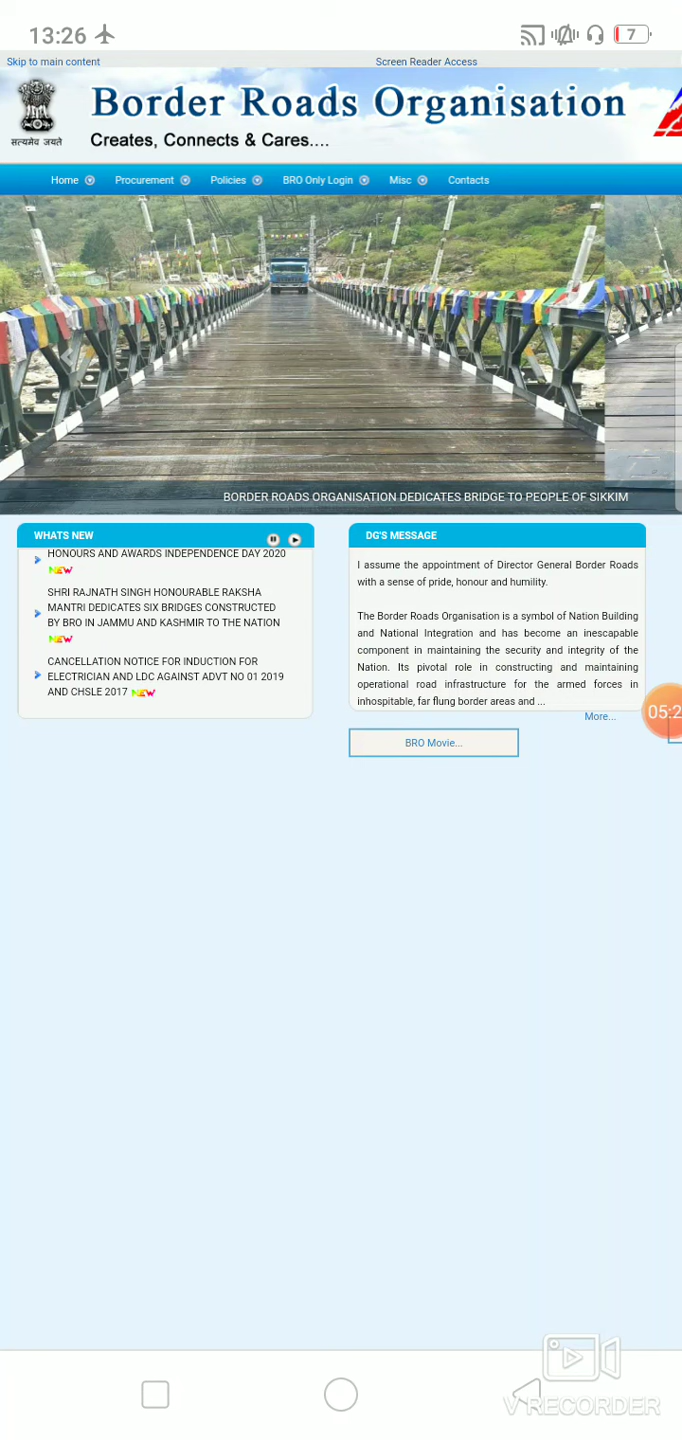 13:26
7
Skip to main content
Screen Reader Access
Border Roads Organisation
सत्यमेव जयते
Creates, Connects & Cares....
Home Procurement Policies BRO Only Login Misc Contacts
BORDER ROADS ORGANISATION DEDICATES BRIDGE TO PEOPLE OF SIKKIM
WHATS NEW
HONOURS AND AWARDS INDEPENDENCE DAY 2020
NEW
SHRI RAJNATH SINGH HONOURABLE RAKSHA
MANTRI DEDICATES SIX BRIDGES CONSTRUCTED
BY BRO IN JAMMU AND KASHMIR TO THE NATION
NEW
CANCELLATION NOTICE FOR INDUCTION FOR
ELECTRICIAN AND LDC AGAINST ADVT NO 01 2019
AND CHSLE 2017 NEW
DG'S MESSAGE
I assume the appointment of Director General Border Roads
with a sense of pride, honour and humility.
The Border Roads Organisation is a symbol of Nation Building
and National Integration and has become an inescapable
component in maintaining the security and integrity of the
Nation. Its pivotal role in constructing and maintaining
operational road infrastructure for the armed forces in
inhospitable, far flung border areas and ...
More...
05:2
BRO Movie...
V RECORDER